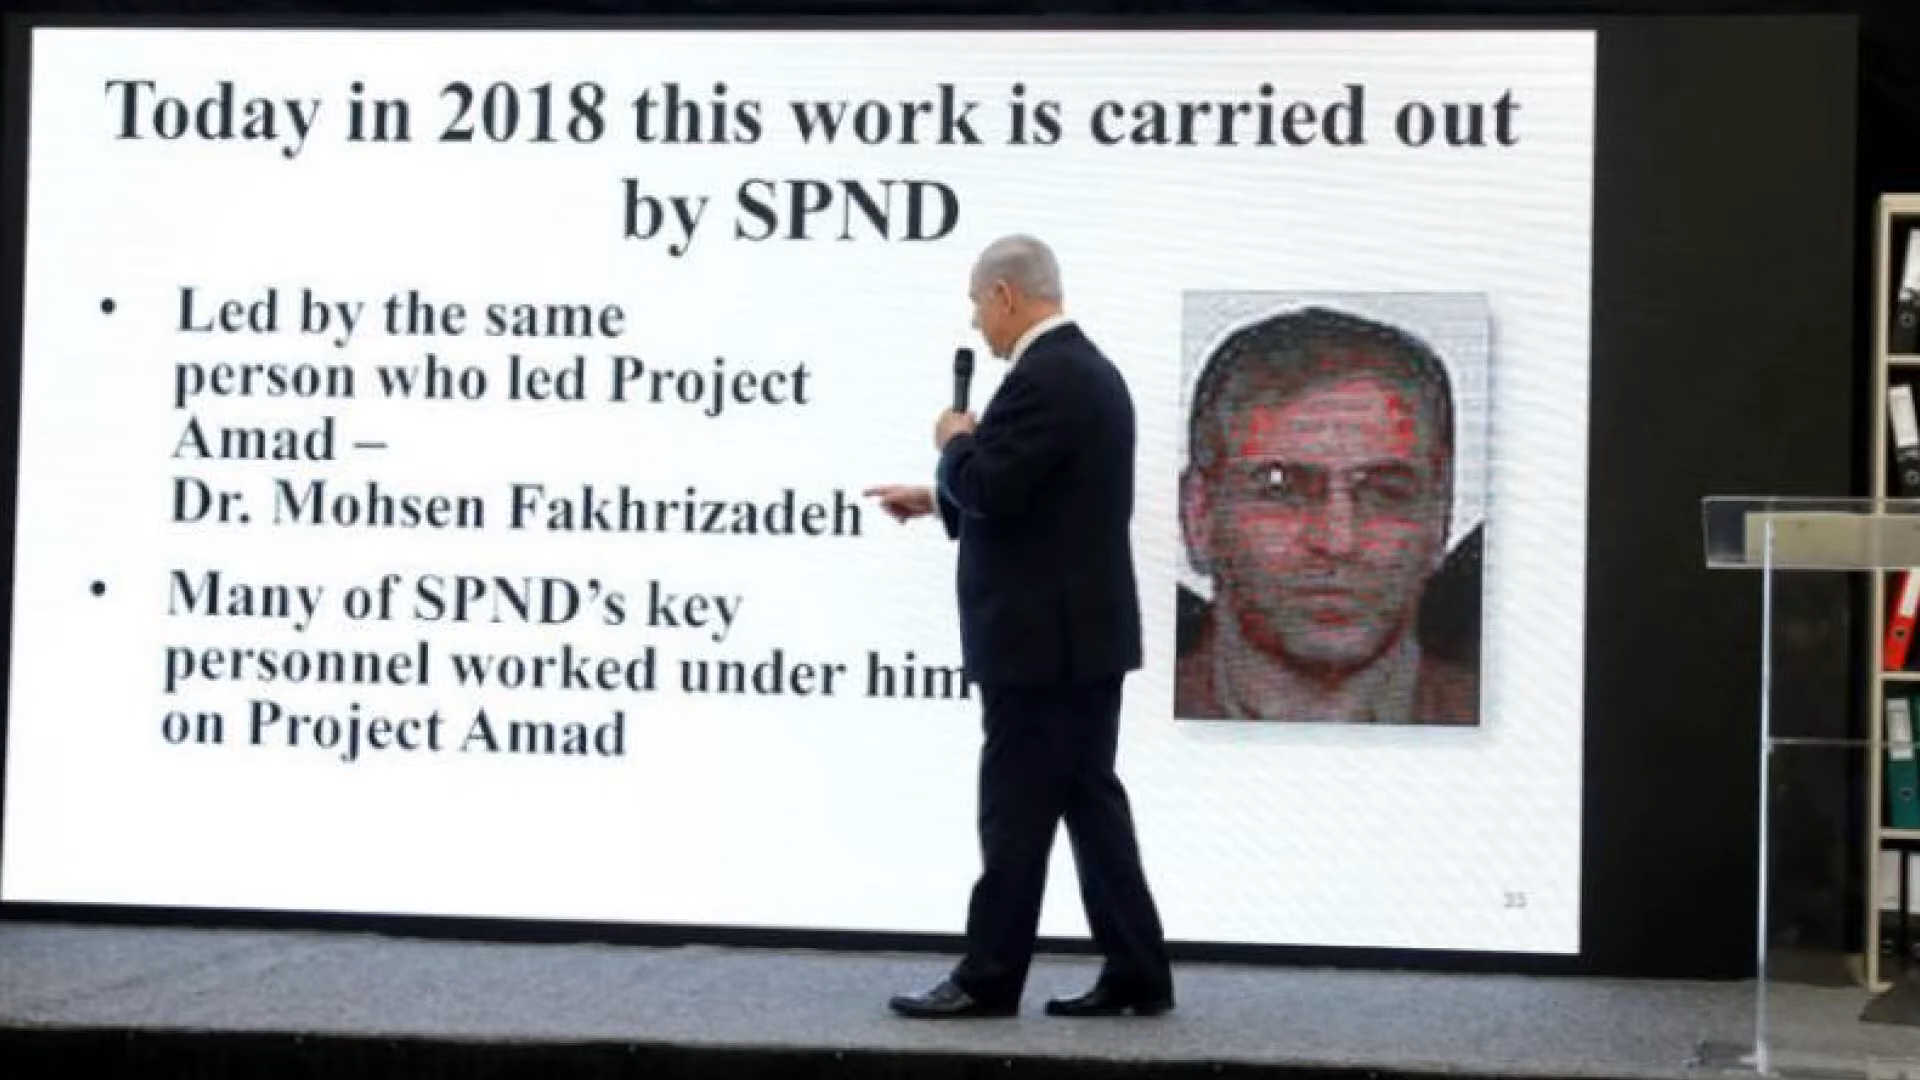 Today in 2018 this work is carried out
by SPND
• Led by the same
person who led Project
Amad –
Dr. Mohsen Fakhrizadeh
• Many of SPND’s key
personnel worked under him
on Project Amad